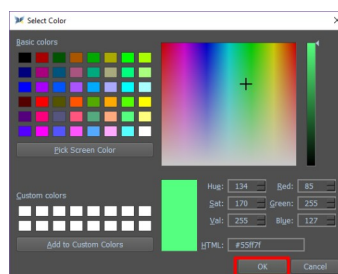 Select Color
Basic colors
Pick Screen Color
Custom colors
Add to Custom Colors
Hue: 134 Red: 85
Sat: 170 Green: 255
Val: 255 Blue: 127
HTML: #55ff7f
OK Cancel